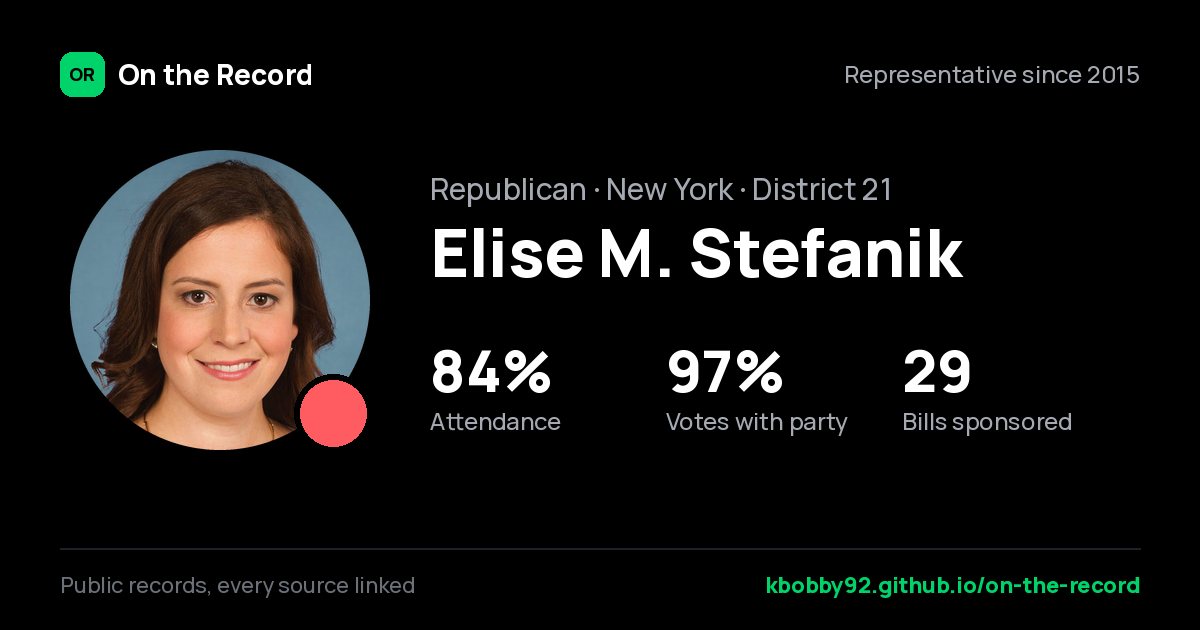 OR On the Record
Representative since 2015
Republican · New York · District 21
Elise M. Stefanik
84% 97% 29
Attendance Votes with party Bills sponsored
Public records, every source linked
kbobby92.github.io/on-the-record